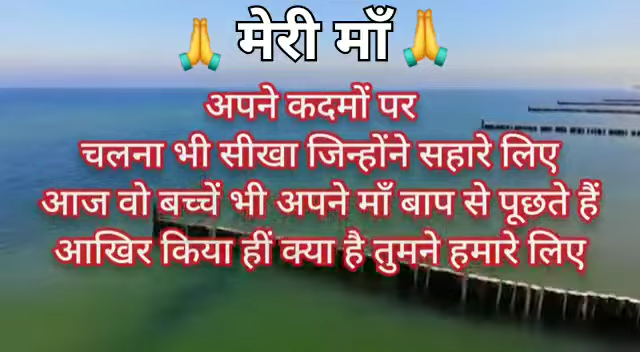 🙏 मेरी माँ 🙏
अपने कदमों पर
चलना भी सीखा जिन्होंने सहारे लिए
आज वो बच्चें भी अपने माँ बाप से पूछते हैं
आखिर किया हीं क्या है तुमने हमारे लिए